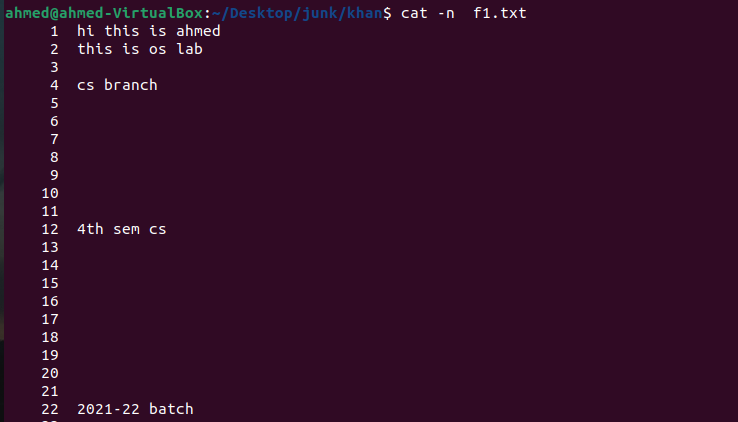 ahmed@ahmed-VirtualBox:~/Desktop/junk/khan$ cat -n  f1.txt
1  hi this is ahmed
2  this is os lab
3
4  cs branch
5
6
7
8
9
10
11
12  4th sem cs
13
14
15
16
17
18
19
20
21
22  2021-22 batch